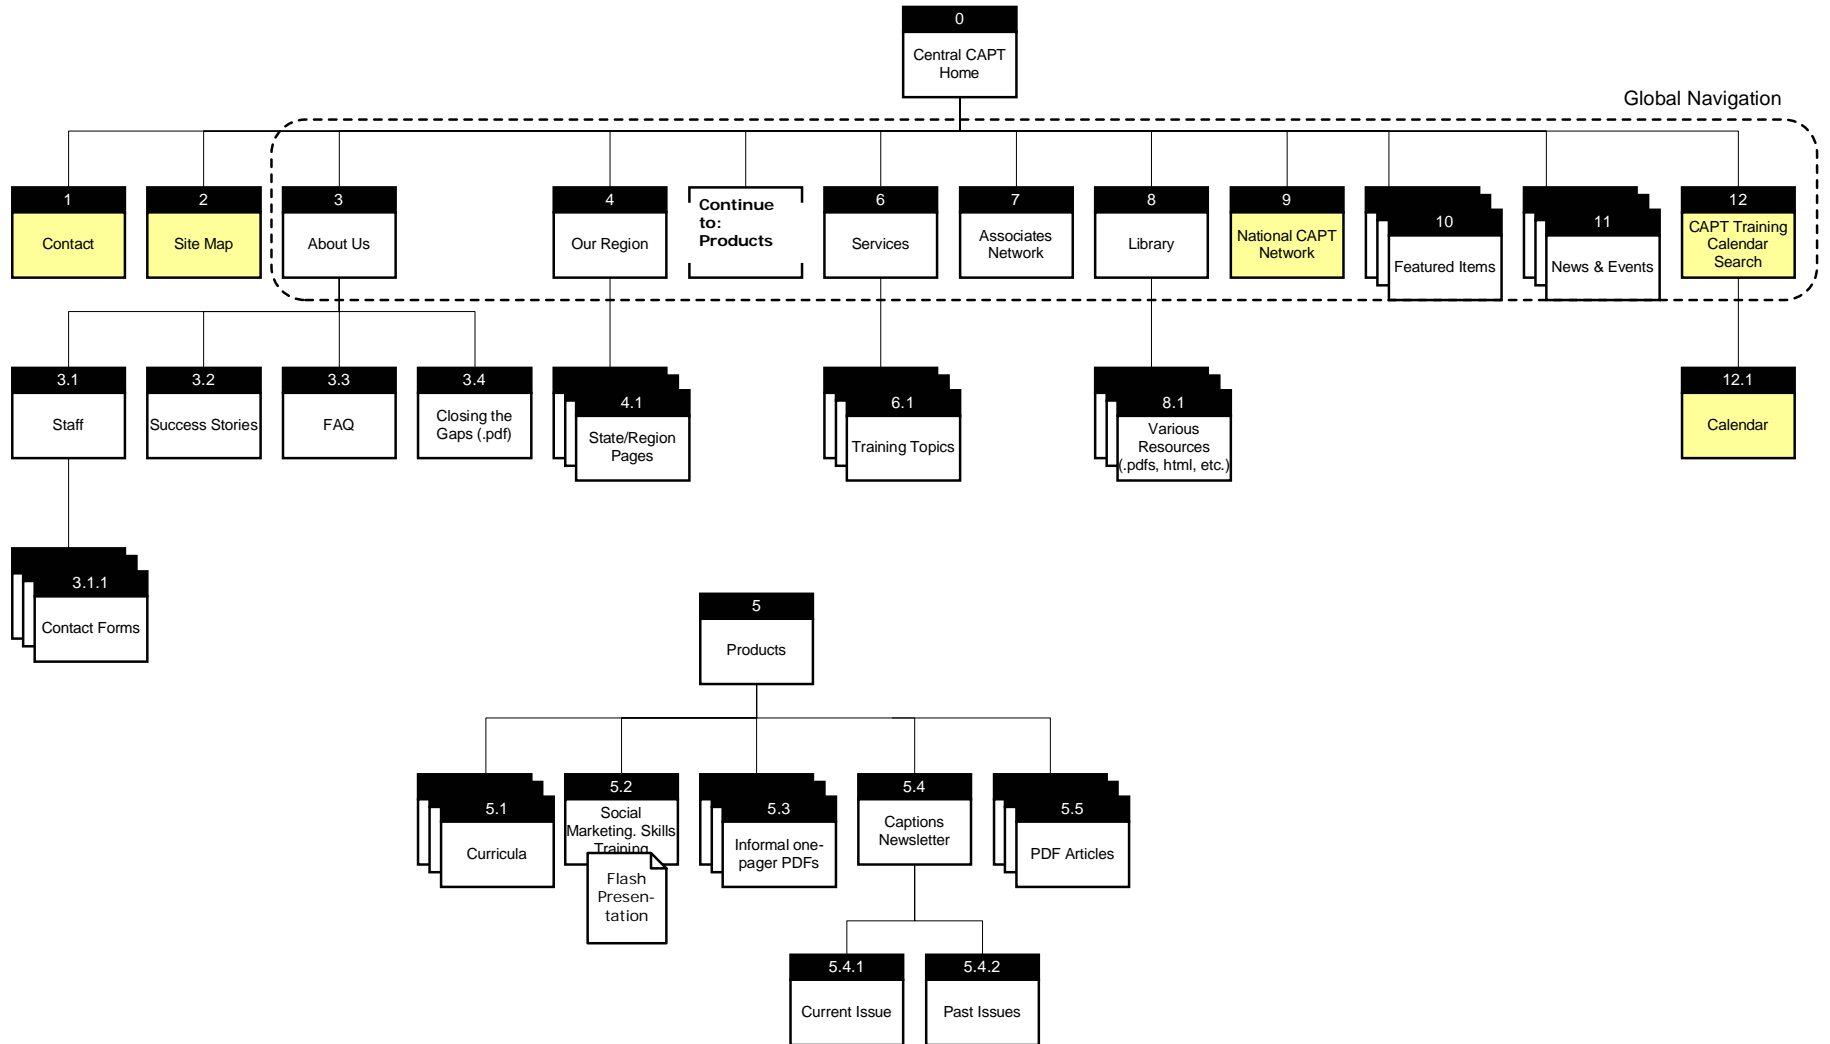 0
Central CAPT
Home
Global Navigation
1
Contact
2
Site Map
3
About Us
4
Our Region
Continue
to:
Products
6
Services
7
Associates
Network
8
Library
9
National CAPT
Network
10
Featured Items
11
News & Events
12
CAPT Training
Calendar
Search
3.1
Staff
3.2
Success Stories
3.3
FAQ
3.4
Closing the
Gaps (.pdf)
4.1
State/Region
Pages
6.1
Training Topics
8.1
Various
Resources
(.pdfs, html, etc.)
12.1
Calendar
3.1.1
Contact Forms
5
Products
5.1
Curricula
5.2
Social
Marketing. Skills
Training
Flash
Presen-
tation
5.3
Informal one-
pager PDFs
5.4
Captions
Newsletter
5.5
PDF Articles
5.4.1
Current Issue
5.4.2
Past Issues